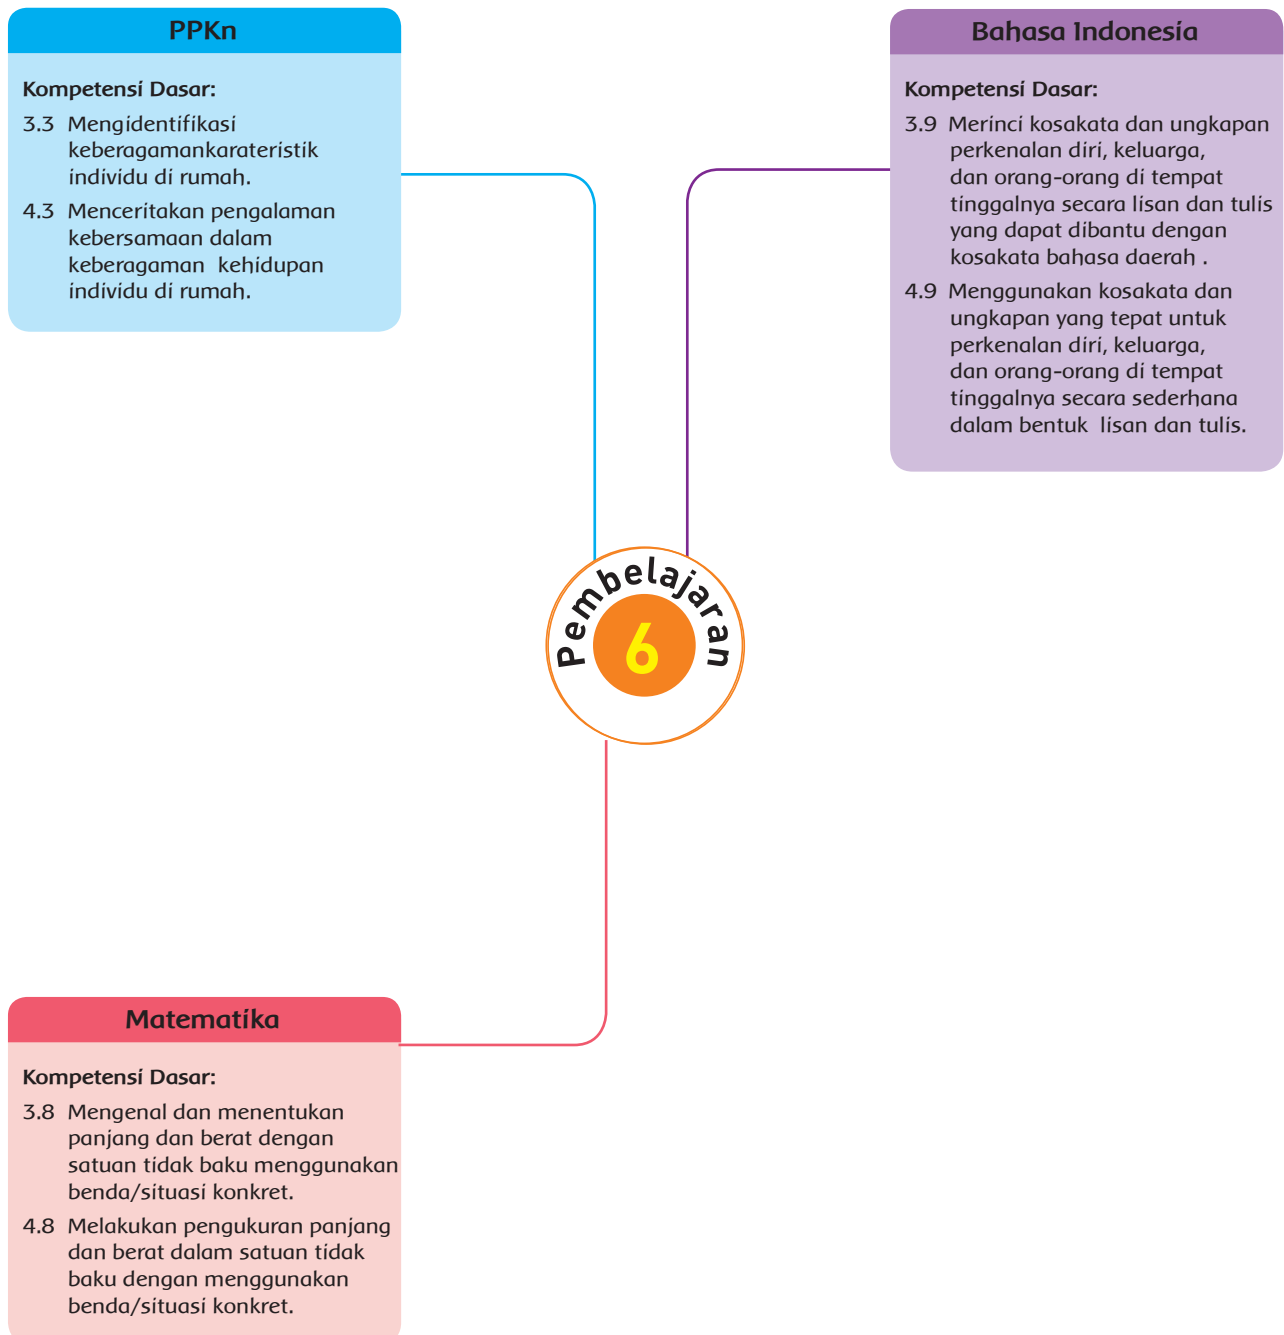 PPKn
Kompetensi Dasar:
3.3 Mengidentifikasi
keberagamankarateristik
individu di rumah.
4.3 Menceritakan pengalaman
kebersamaan dalam
keberagaman kehidupan
individu di rumah.
Bahasa Indonesia
Kompetensi Dasar:
3.9 Merinci kosakata dan ungkapan
perkenalan diri, keluarga,
dan orang-orang di tempat
tinggalnya secara lisan dan tulis
yang dapat dibantu dengan
kosakata bahasa daerah .
4.9 Menggunakan kosakata dan
ungkapan yang tepat untuk
perkenalan diri, keluarga,
dan orang-orang di tempat
tinggalnya secara sederhana
dalam bentuk lisan dan tulis.
Pembelajaran
6
Matematika
Kompetensi Dasar:
3.8 Mengenal dan menentukan
panjang dan berat dengan
satuan tidak baku menggunakan
benda/situasi konkret.
4.8 Melakukan pengukuran panjang
dan berat dalam satuan tidak
baku dengan menggunakan
benda/situasi konkret.